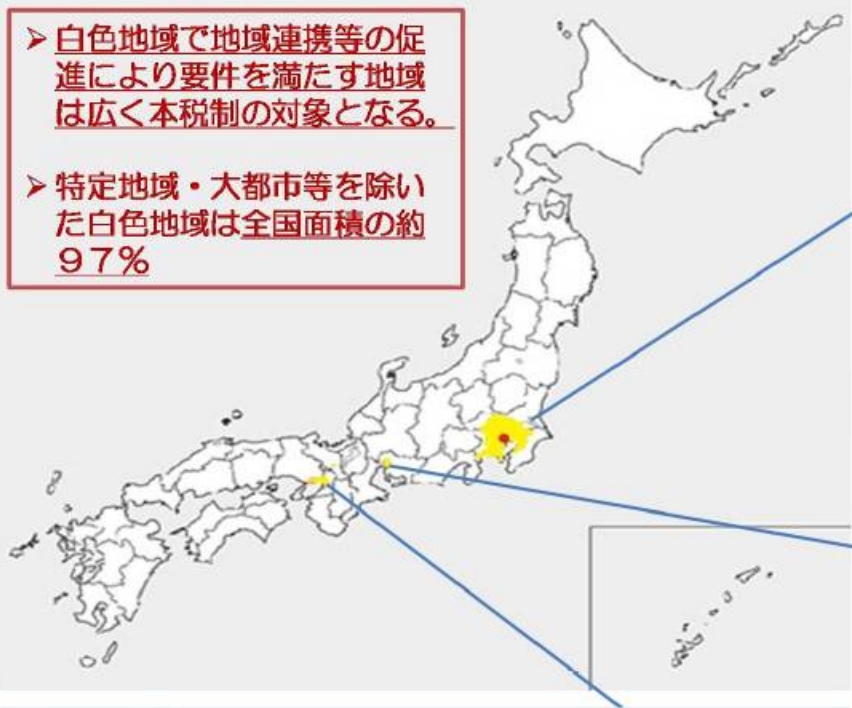 ➢ 白色地域で地域連携等の促
進により要件を満たす地域
は広く本税制の対象となる。
➢ 特定地域・大都市等を除い
た白色地域は全国面積の約
９７％